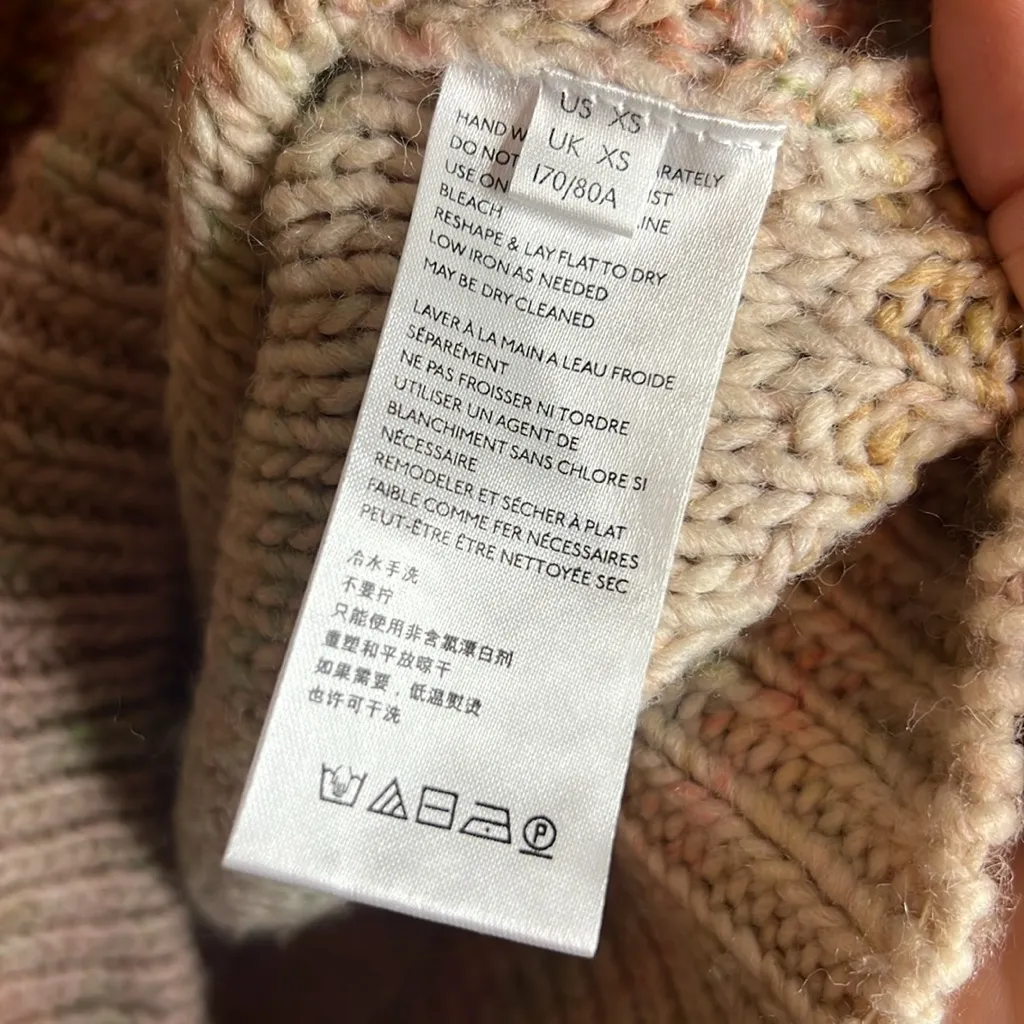 US XS
UK XS
170/80A
HAND RATELY
DO NOT IST
USE ON INE
BLEACH
RESHAPE & LAY FLAT TO DRY
LOW IRON AS NEEDED
MAY BE DRY CLEANED
LAVER À LA MAIN A LEAU FROIDE
SÉPARÉMENT
NE PAS FROISSER NI TORDRE
UTILISER UN AGENT DE
BLANCHIMENT SANS CHLORE SI
NÉCESSAIRE
REMODELER ET SÉCHER À PLAT
FAIBLE COMME FER NÉCESSAIRES
PEUT-ÊTRE ÊTRE NETTOYÉE SEC
冷水手洗
不要拧
只能使用非含氯漂白剂
重塑和平放晾干
如果需要，低温熨烫
也许可干洗
P